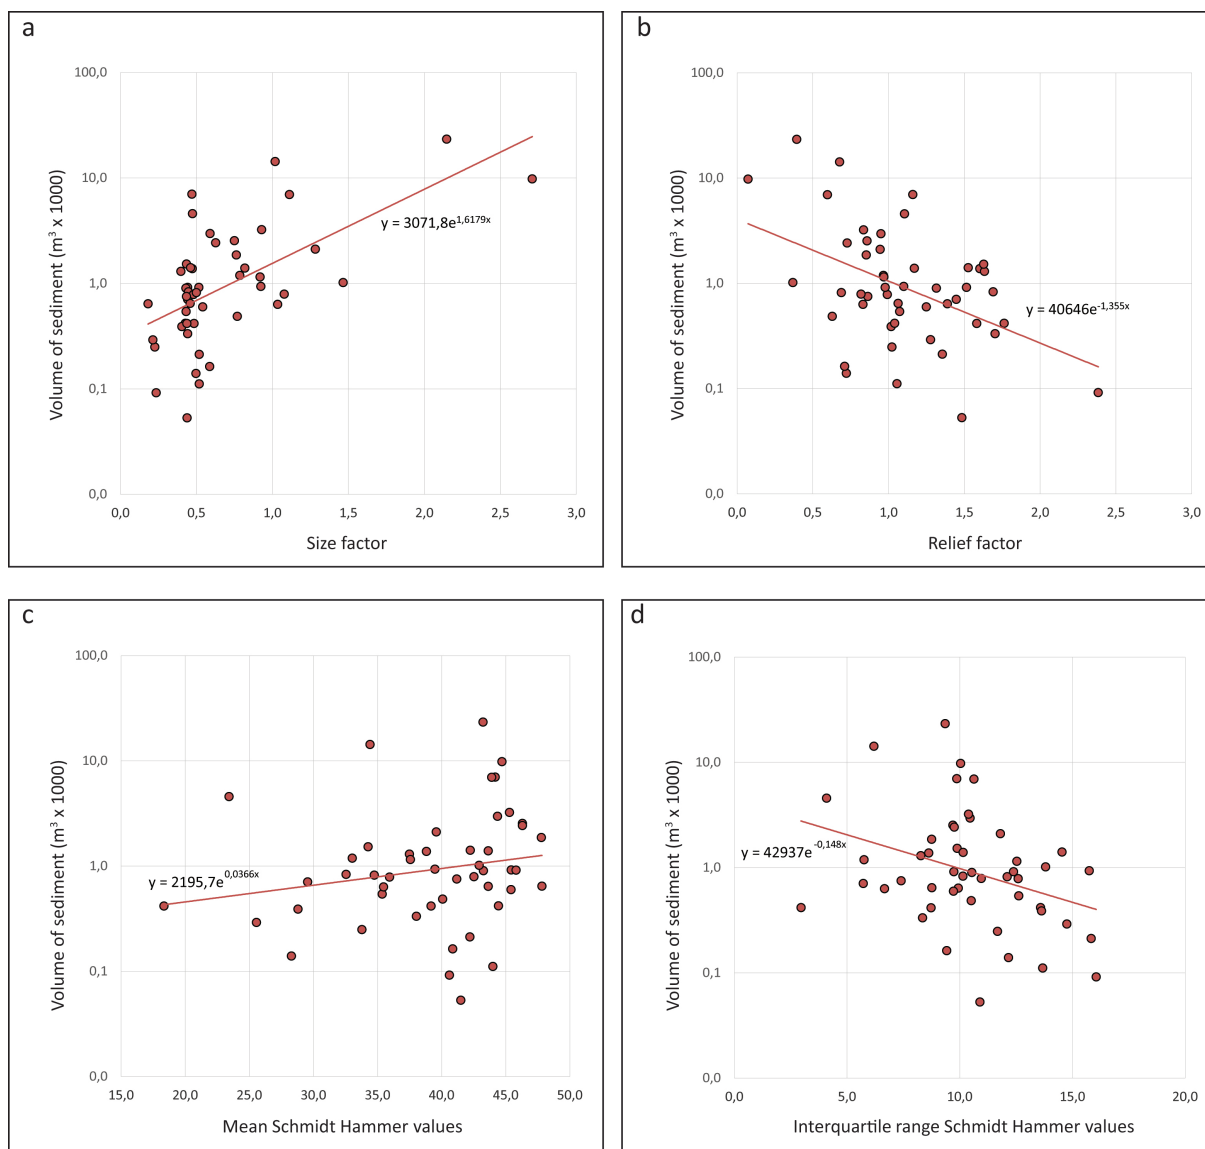 a
100,0
10,0
1,0
0,1
0,0
Volume of sediment (m³ x 1000)
y = 3071,8e^1,6179x
0,0 0,5 1,0 1,5 2,0 2,5 3,0
Size factor
b
100,0
10,0
1,0
0,1
0,0
Volume of sediment (m³ x 1000)
y = 40646e^-1,355x
0,0 0,5 1,0 1,5 2,0 2,5 3,0
Relief factor
c
100,0
10,0
1,0
0,1
0,0
Volume of sediment (m³ x 1000)
y = 2195,7e^0,0366x
15,0 20,0 25,0 30,0 35,0 40,0 45,0 50,0
Mean Schmidt Hammer values
d
100,0
10,0
1,0
0,1
0,0
Volume of sediment (m³ x 1000)
y = 42937e^-0,148x
0,0 5,0 10,0 15,0 20,0
Interquartile range Schmidt Hammer values